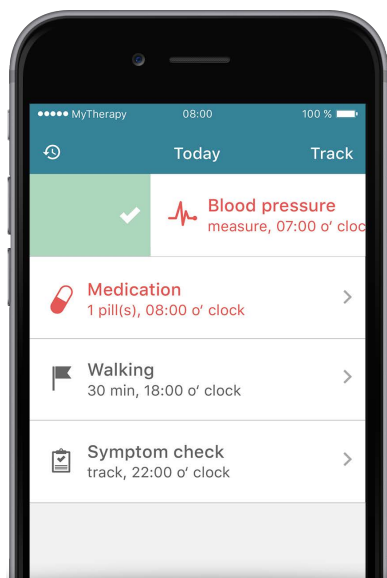 MyTherapy 08:00 100 %
Today Track
Blood pressure
measure, 07:00 o' cloc
Medication
1 pill(s), 08:00 o' clock
Walking
30 min, 18:00 o' clock
Symptom check
track, 22:00 o' clock